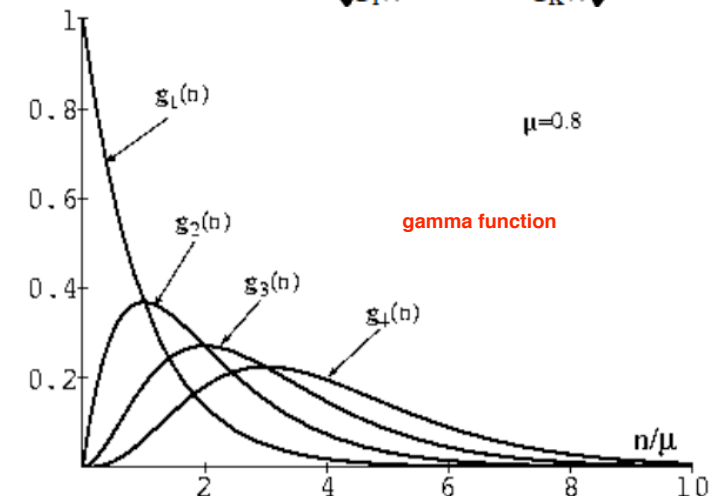 1
g₁(n)
0.8
μ=0.8
0.6
g₂(n)
gamma function
0.4
g₃(n)
g₄(n)
0.2
n/μ
2
4
6
8
10